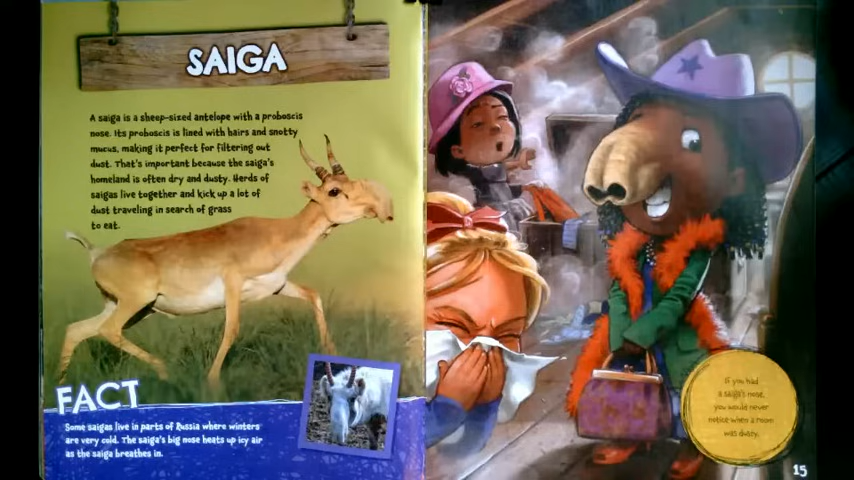 SAIGA
A saiga is a sheep-sized antelope with a proboscis
nose. Its proboscis is lined with hairs and snotty
mucus, making it perfect for filtering out
dust. That's important because the saiga's
homeland is often dry and dusty. Herds of
saigas live together and kick up a lot of
dust traveling in search of grass
to eat.
FACT
Some saigas live in parts of Russia where winters
are very cold. The saiga's big nose heats up icy air
as the saiga breathes in.
If you had
a saiga's nose,
you would never
notice when a room
was dusty.
15